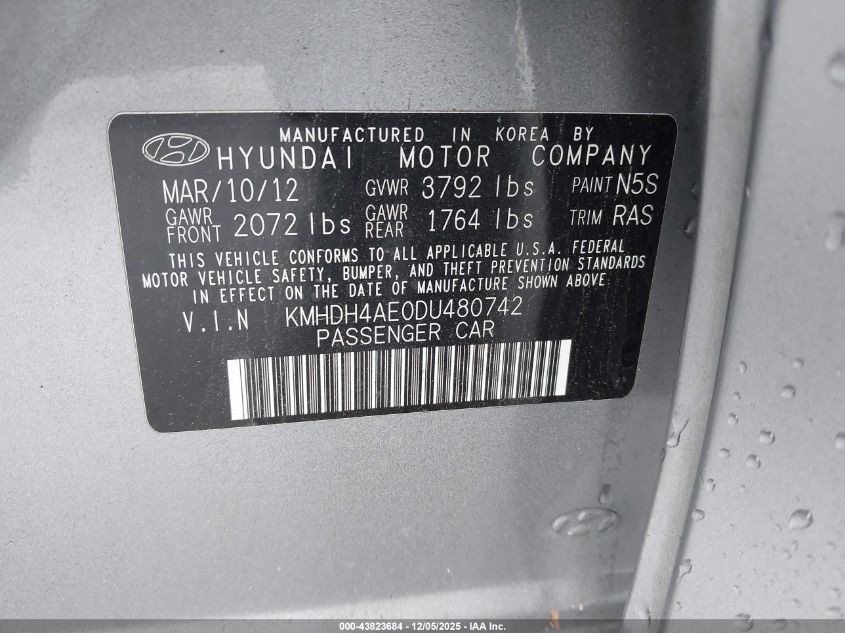 MANUFACTURED IN KOREA BY
HYUNDAI MOTOR COMPANY
MAR/10/12 GVWR 3792 lbs PAINT N5S
GAWR FRONT 2072 lbs GAWR REAR 1764 lbs TRIM RAS
THIS VEHICLE CONFORMS TO ALL APPLICABLE U.S.A. FEDERAL
MOTOR VEHICLE SAFETY, BUMPER, AND THEFT PREVENTION STANDARDS
IN EFFECT ON THE DATE OF MANUFACTURE SHOWN ABOVE.
V.I.N KMHDH4AE0DU480742
PASSENGER CAR
000-43823684 - 12/05/2025 - IAA Inc.